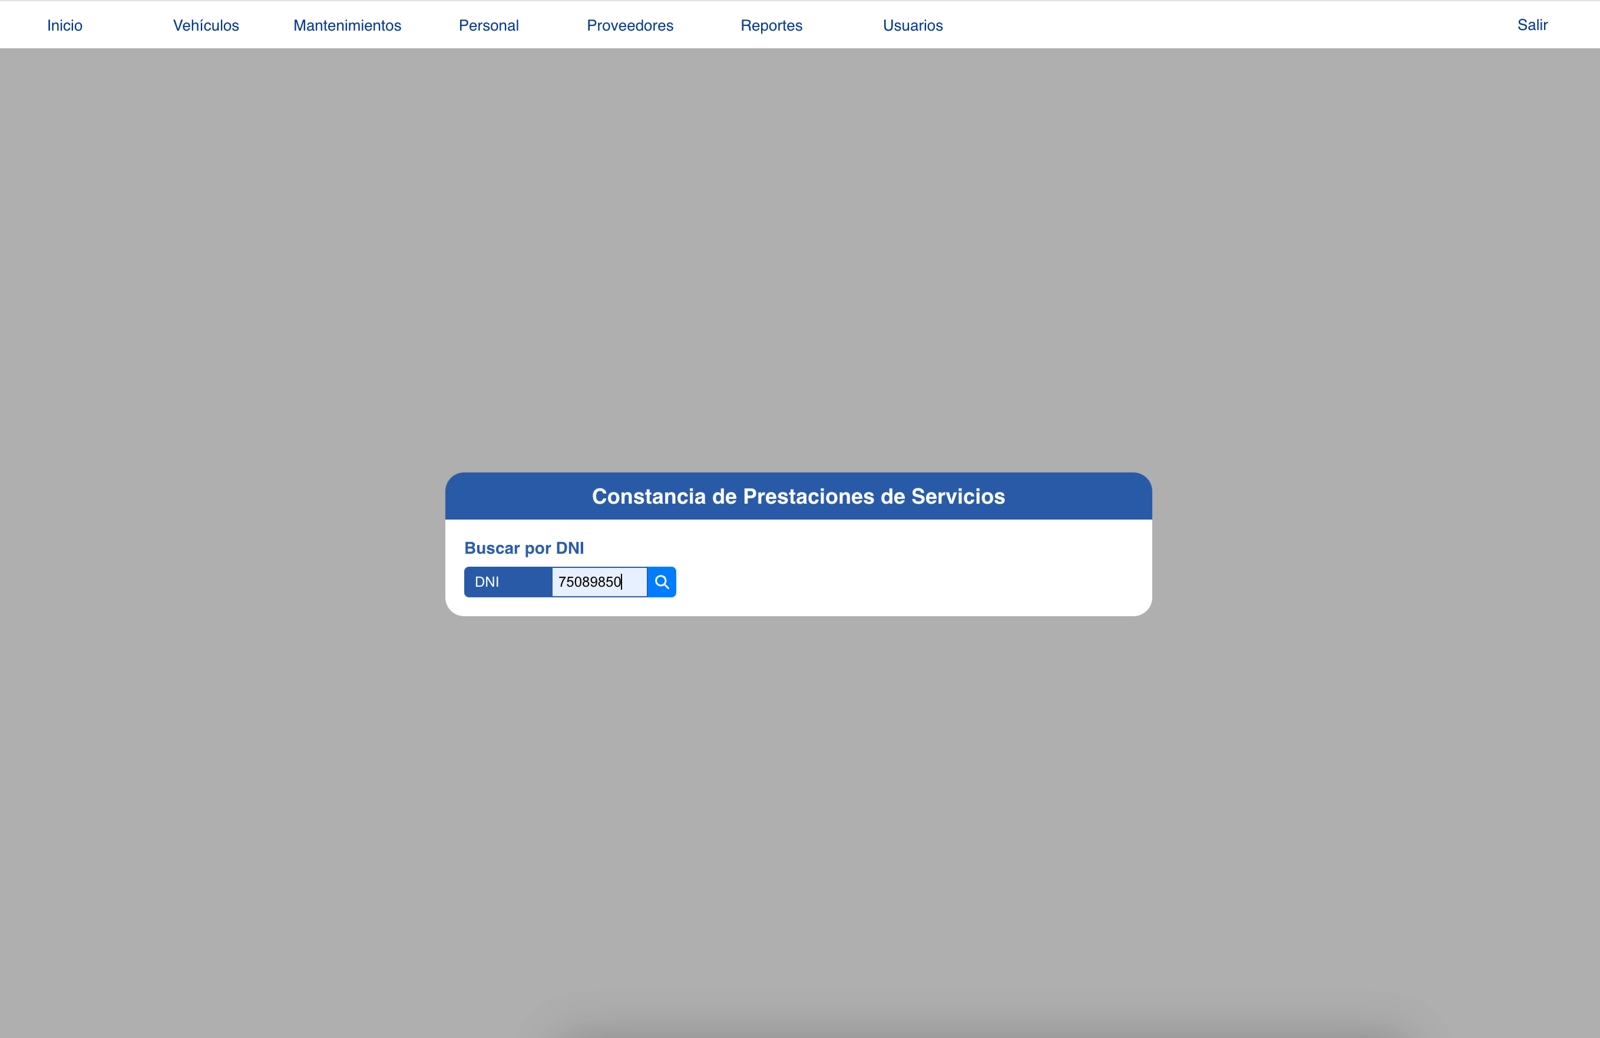 Inicio Vehículos Mantenimientos Personal Proveedores Reportes Usuarios Salir
Constancia de Prestaciones de Servicios
Buscar por DNI
DNI 75089850